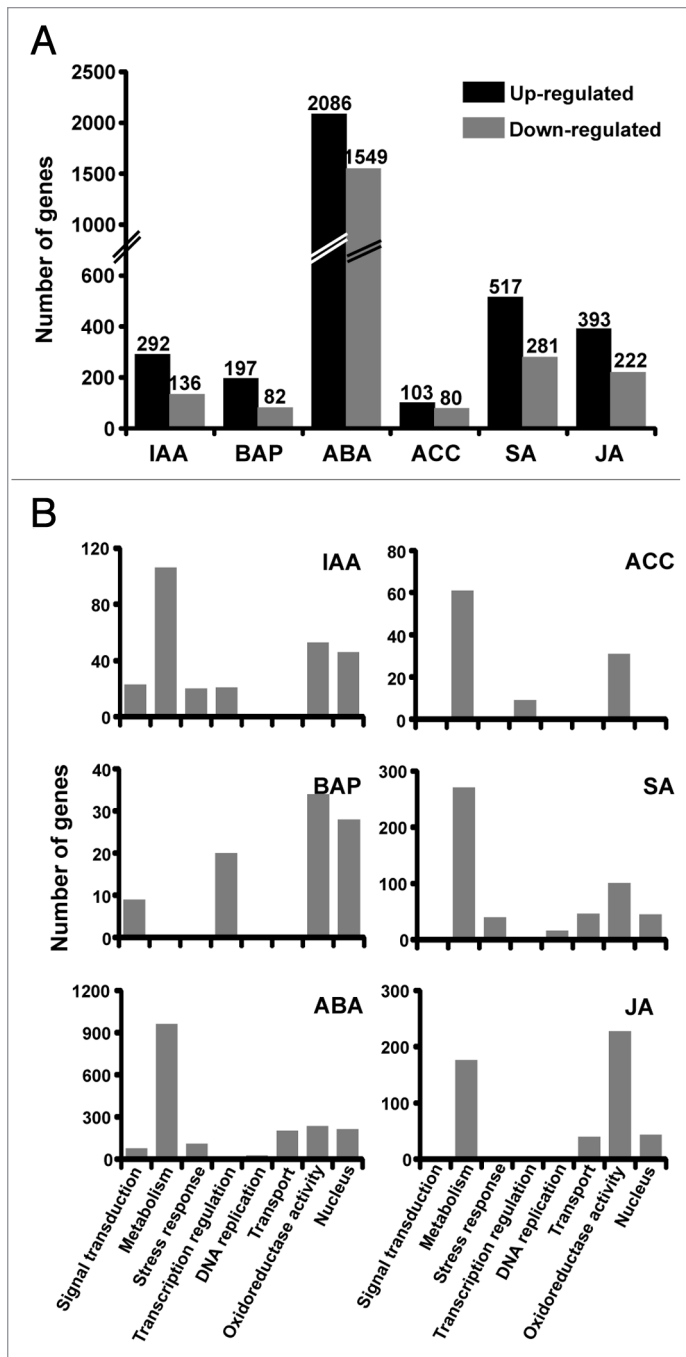 A
Number of genes
2500
2000
1500
1000
600
400
200
0
Up-regulated
Down-regulated
292
136
197
82
2086
1549
103
80
517
281
393
222
IAA
BAP
ABA
ACC
SA
JA
B
Number of genes
IAA
120
80
40
0
ACC
80
60
40
20
0
BAP
40
30
20
10
0
SA
300
200
100
0
ABA
1200
900
600
300
0
JA
300
200
100
0
Signal transduction
Metabolism
Stress response
Transcription regulation
DNA replication
Transport
Oxidoreductase activity
Nucleus
Signal transduction
Metabolism
Stress response
Transcription regulation
DNA replication
Transport
Oxidoreductase activity
Nucleus